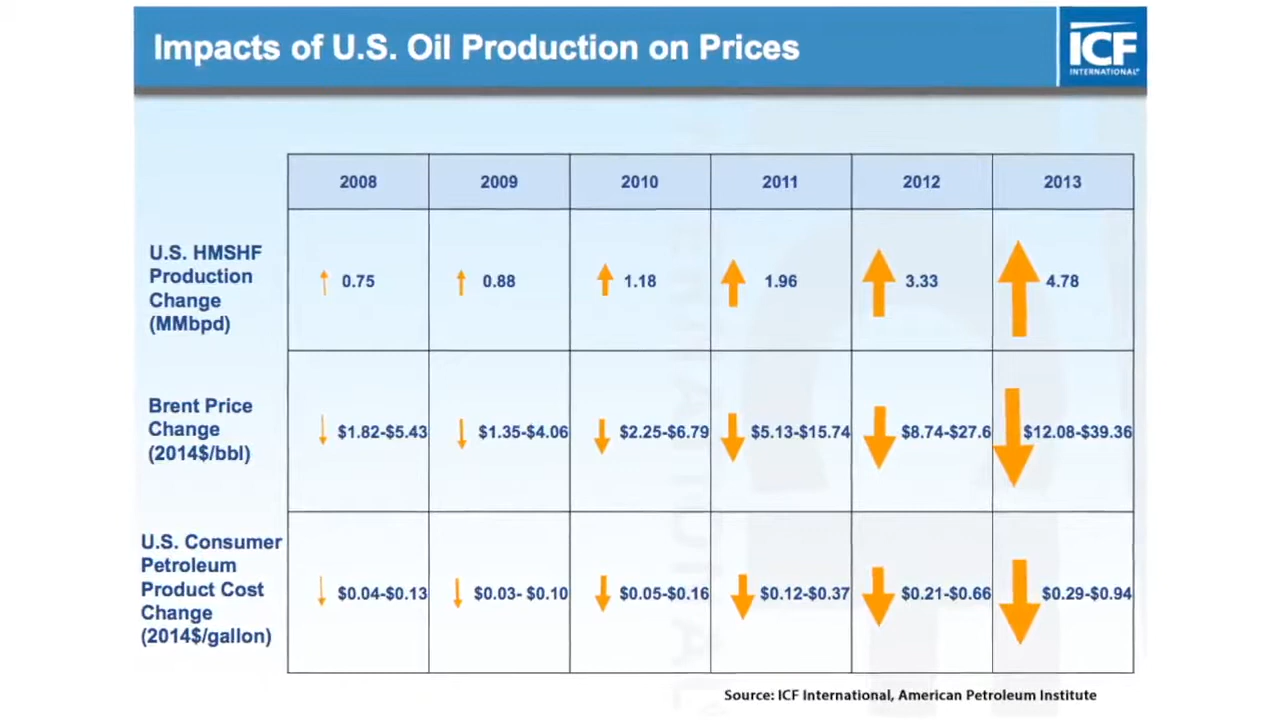 Impacts of U.S. Oil Production on Prices
ICF
INTERNATIONAL®
2008 2009 2010 2011 2012 2013
U.S. HMSHF
Production
Change
(MMbpd)
0.75 0.88 1.18 1.96 3.33 4.78
Brent Price
Change
(2014$/bbl)
$1.82-$5.43 $1.35-$4.06 $2.25-$6.79 $5.13-$15.74 $8.74-$27.6 $12.08-$39.36
U.S. Consumer
Petroleum
Product Cost
Change
(2014$/gallon)
$0.04-$0.13 $0.03- $0.10 $0.05-$0.16 $0.12-$0.37 $0.21-$0.66 $0.29-$0.94
Source: ICF International, American Petroleum Institute